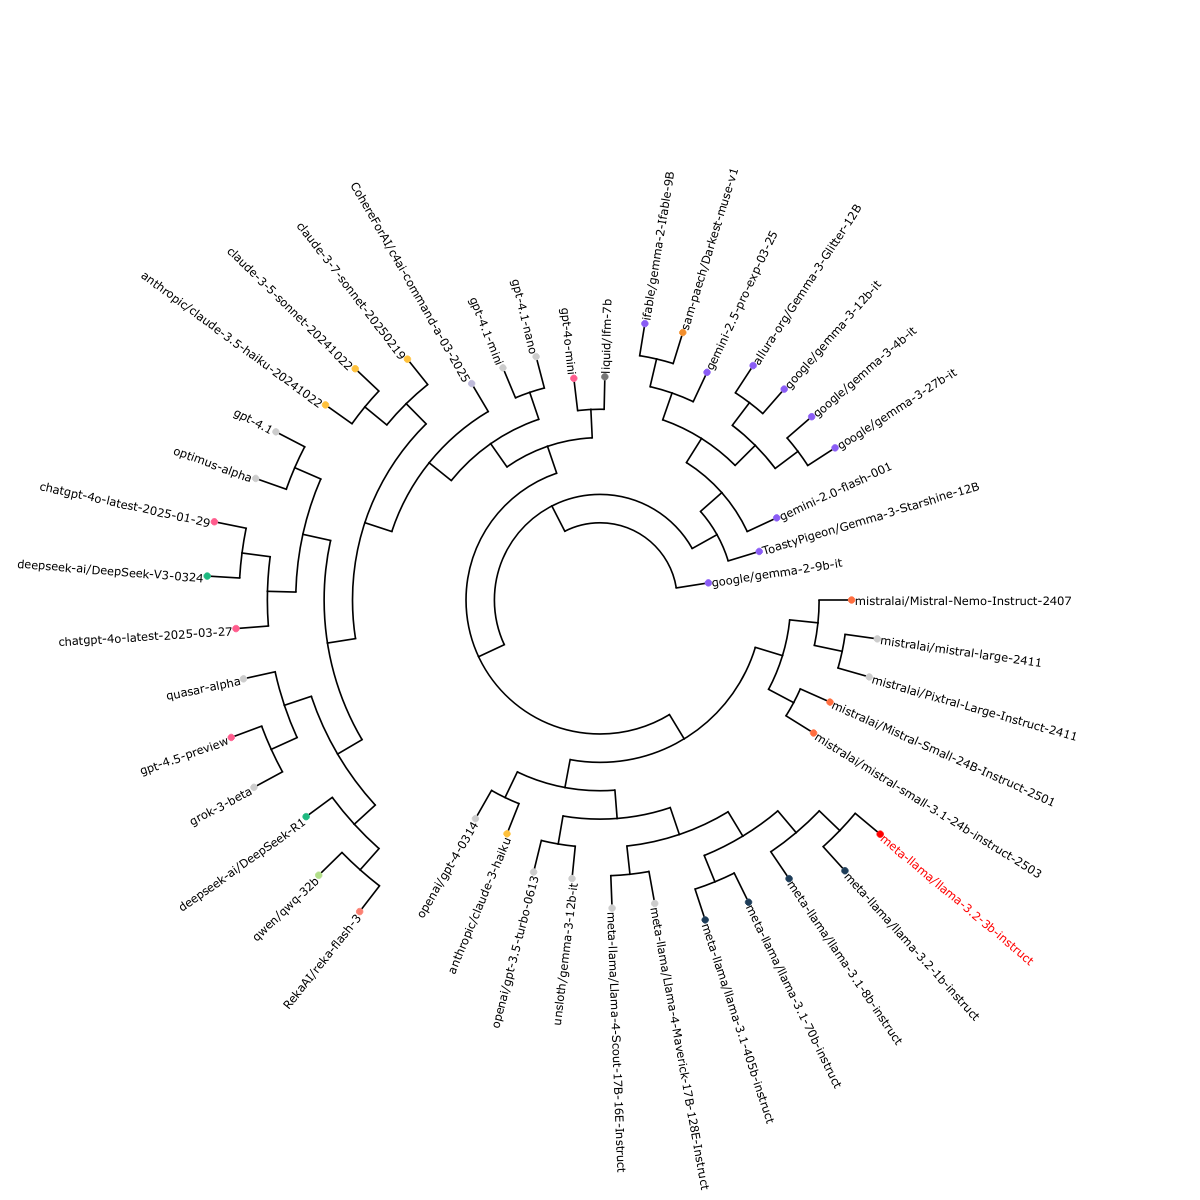 ifable/gemma-2-Ifable-9B
sam-paech/Darkest-muse-v1
gemini-2.5-pro-exp-03-25
allura-org/Gemma-3-Glitter-12B
google/gemma-3-12b-it
google/gemma-3-4b-it
google/gemma-3-27b-it
gemini-2.0-flash-001
ToastyPigeon/Gemma-3-Starshine-12B
google/gemma-2-9b-it
mistralai/Mistral-Nemo-Instruct-2407
mistralai/mistral-large-2411
mistralai/Pixtral-Large-Instruct-2411
mistralai/Mistral-Small-24B-Instruct-2501
mistralai/mistral-small-3.1-24b-instruct-2503
meta-llama/llama-3.2-3b-instruct
meta-llama/llama-3.2-1b-instruct
meta-llama/llama-3.1-8b-instruct
meta-llama/llama-3.1-70b-instruct
meta-llama/llama-3.1-405b-instruct
meta-llama/Llama-4-Maverick-17B-128E-Instruct
meta-llama/Llama-4-Scout-17B-16E-Instruct
unsloth/gemma-3-12b-it
openai/gpt-3.5-turbo-0613
anthropic/claude-3-haiku
openai/gpt-4-0314
RekaAI/reka-flash-3
qwen/qwq-32b
deepseek-ai/DeepSeek-R1
grok-3-beta
gpt-4.5-preview
quasar-alpha
chatgpt-4o-latest-2025-03-27
deepseek-ai/DeepSeek-V3-0324
chatgpt-4o-latest-2025-01-29
optimus-alpha
gpt-4.1
anthropic/claude-3.5-haiku-20241022
claude-3-5-sonnet-20241022
claude-3-7-sonnet-20250219
CohereForAI/c4ai-command-a-03-2025
gpt-4.1-mini
gpt-4.1-nano
gpt-4o-mini
liquid/lfm-7b